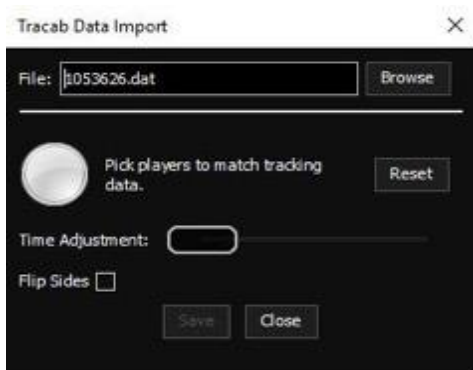 Tracab Data Import
File: 1053626.dat Browse
Pick players to match tracking
data.
Reset
Time Adjustment:
Flip Sides
Save Close